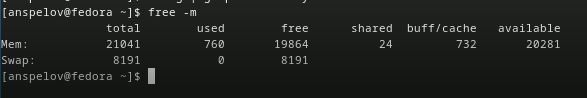 [anspelov@fedora ~]$ free -m
total used free shared buff/cache available
Mem: 21041 760 19864 24 732 20281
Swap: 8191 0 8191
[anspelov@fedora ~]$